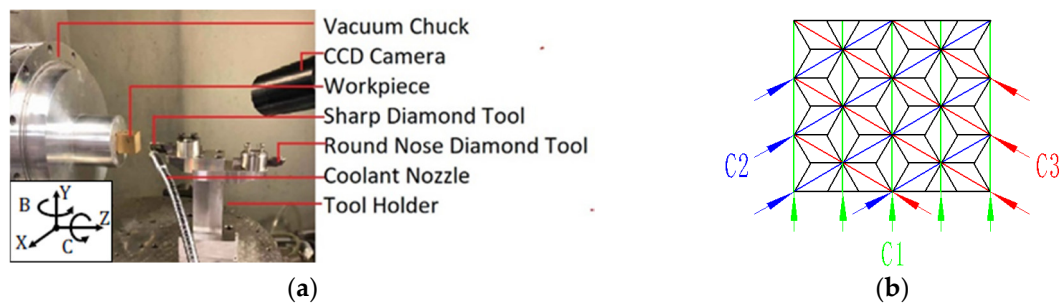 Vacuum Chuck
CCD Camera
Workpiece
Sharp Diamond Tool
Round Nose Diamond Tool
Coolant Nozzle
Tool Holder
B
Y
Z
X
C
C2
C3
C1
(a)
(b)